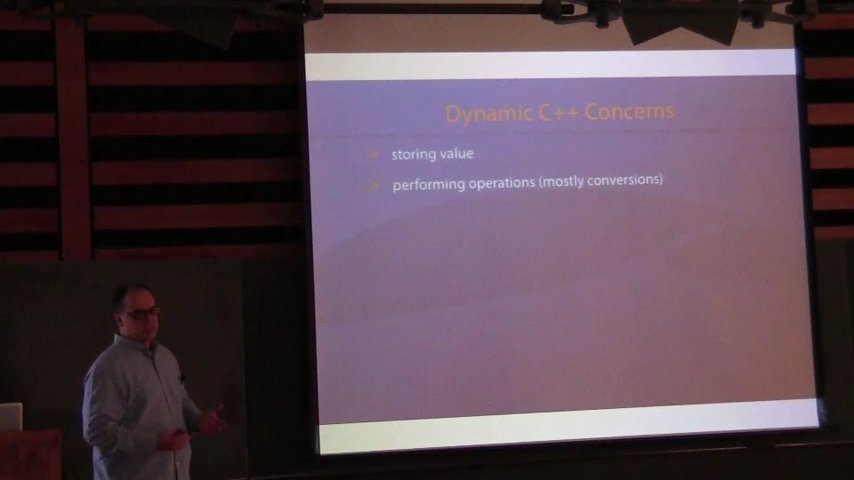 Dynamic C++ Concerns
> storing value
> performing operations (mostly conversions)